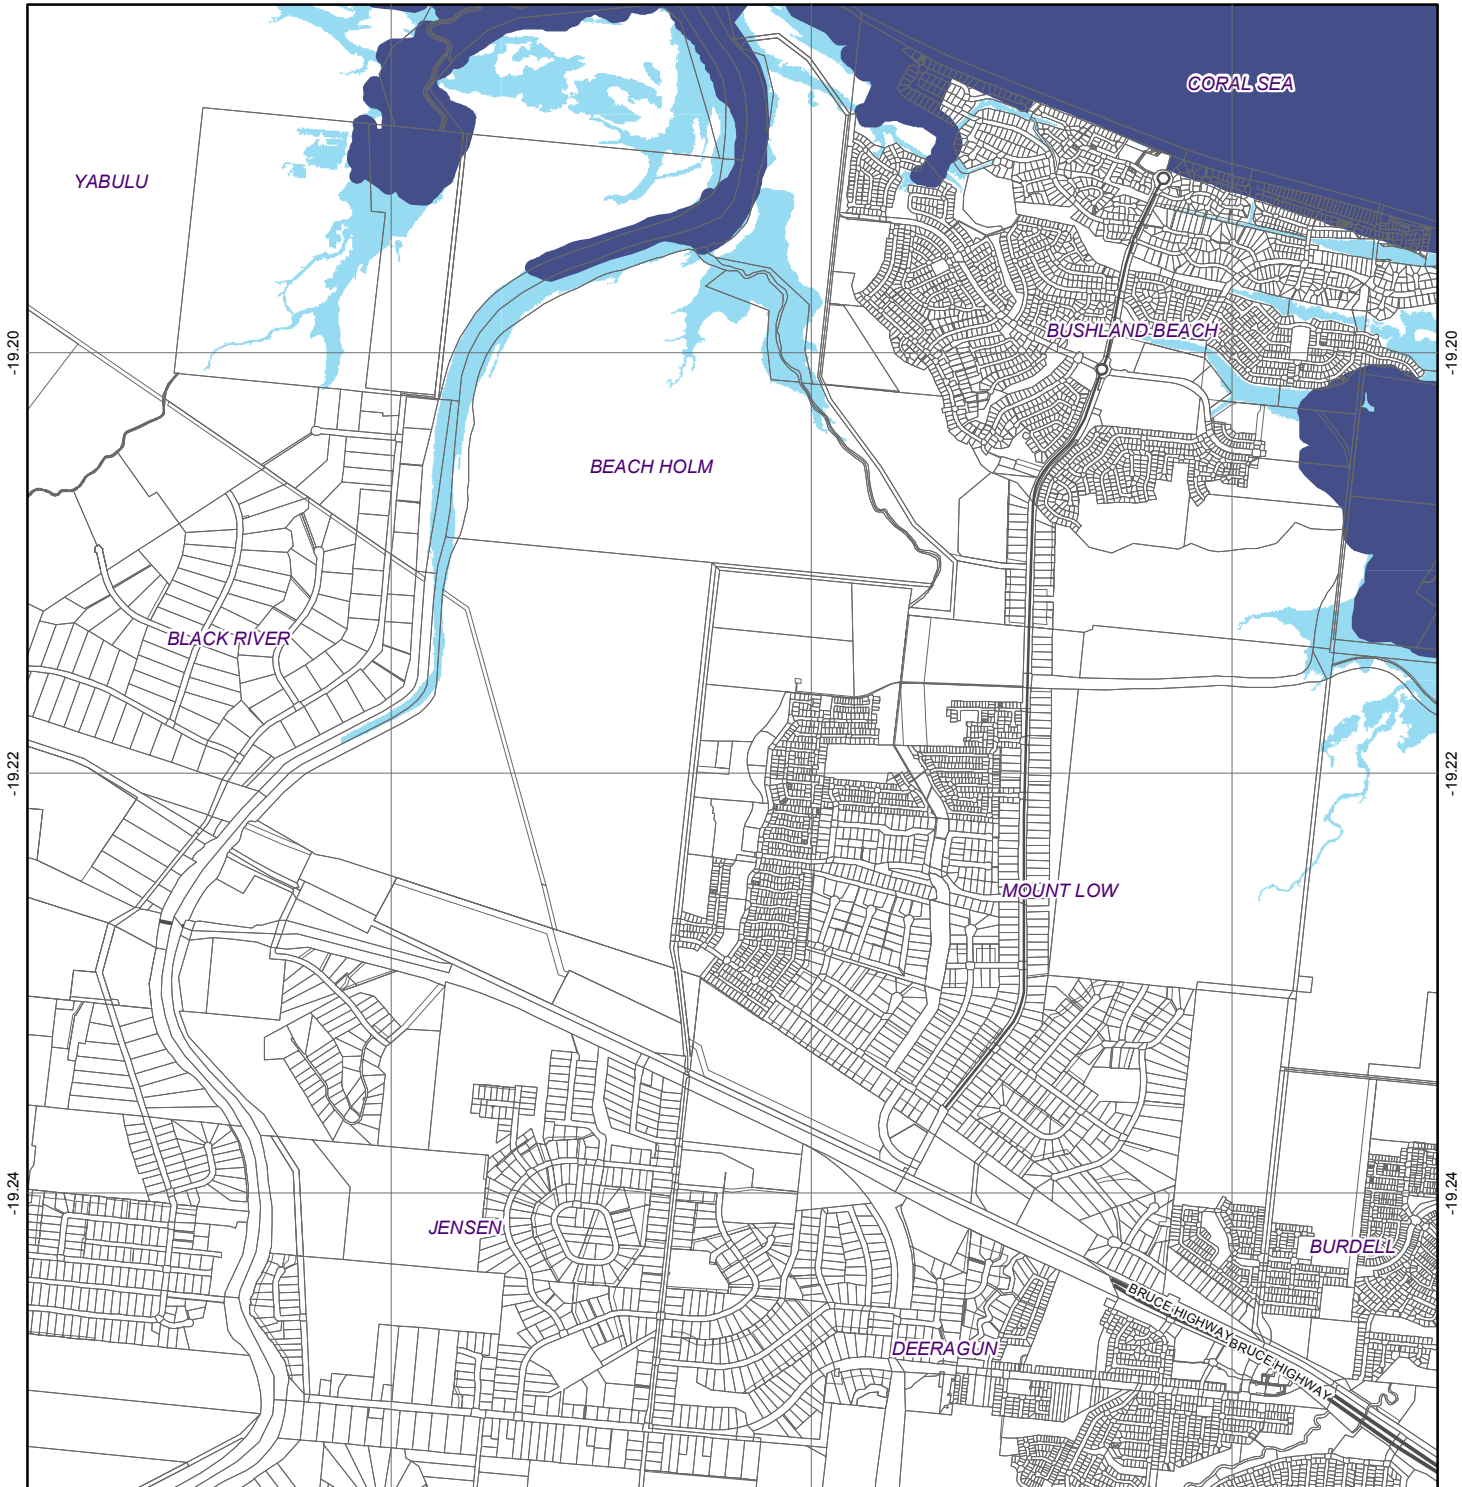 CORAL SEA
YABULU
BUSHLAND BEACH
-19.20
-19.20
BEACH HOLM
BLACK RIVER
-19.22
-19.22
MOUNT LOW
-19.24
-19.24
JENSEN
BURDELL
BRUCE HIGHWAY
BRUCE HIGHWAY
DEERAGUN